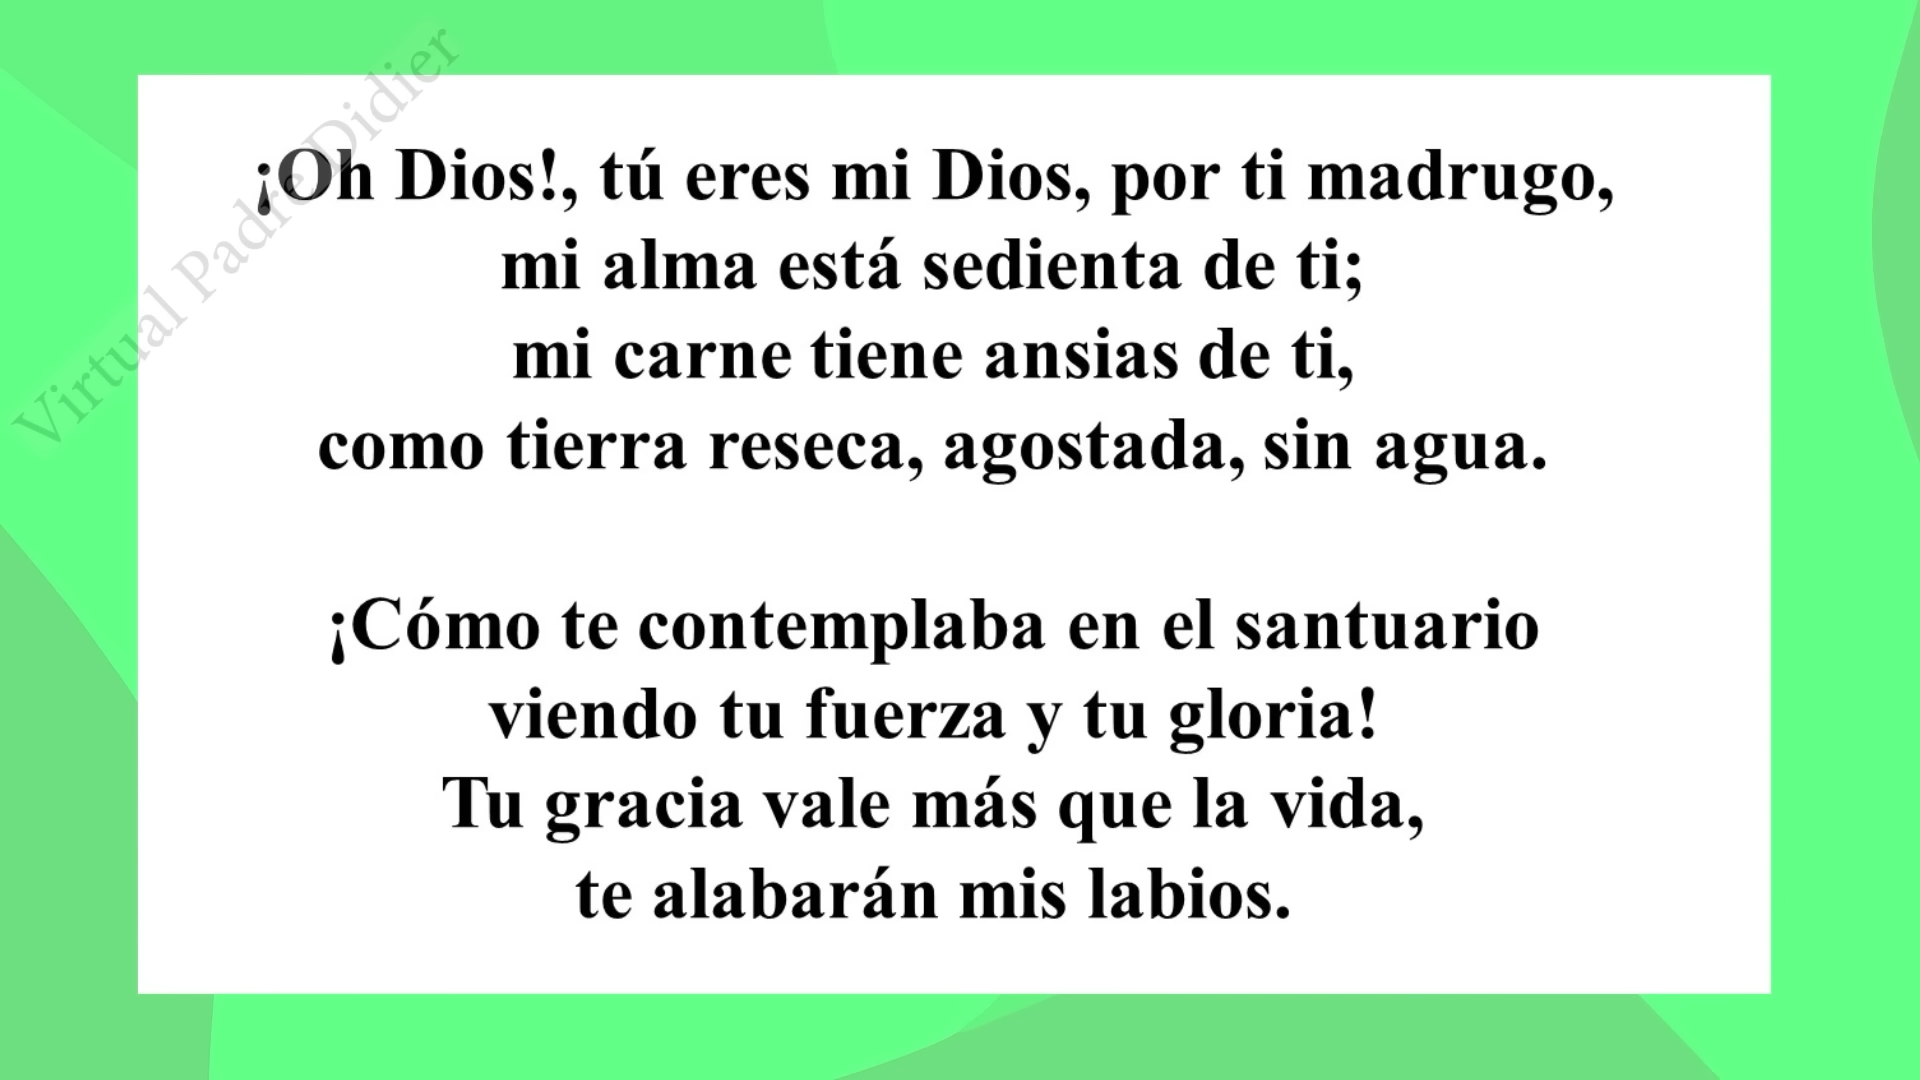 Virtual Padre Didier
¡Oh Dios!, tú eres mi Dios, por ti madrugo,
mi alma está sedienta de ti;
mi carne tiene ansias de ti,
como tierra reseca, agostada, sin agua.
¡Cómo te contemplaba en el santuario
viendo tu fuerza y tu gloria!
Tu gracia vale más que la vida,
te alabarán mis labios.